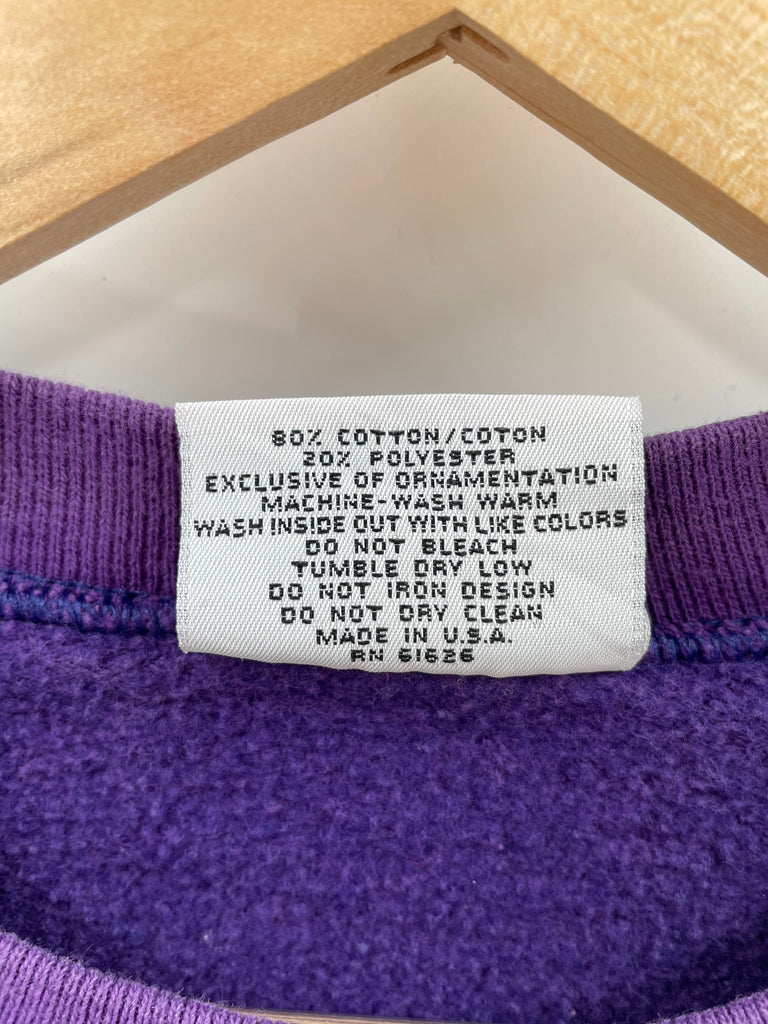 80% COTTON/COTON
20% POLYESTER
EXCLUSIVE OF ORNAMENTATION
MACHINE-WASH WARM
WASH INSIDE OUT WITH LIKE COLORS
DO NOT BLEACH
TUMBLE DRY LOW
DO NOT IRON DESIGN
DO NOT DRY CLEAN
MADE IN U.S.A.
RN 61626